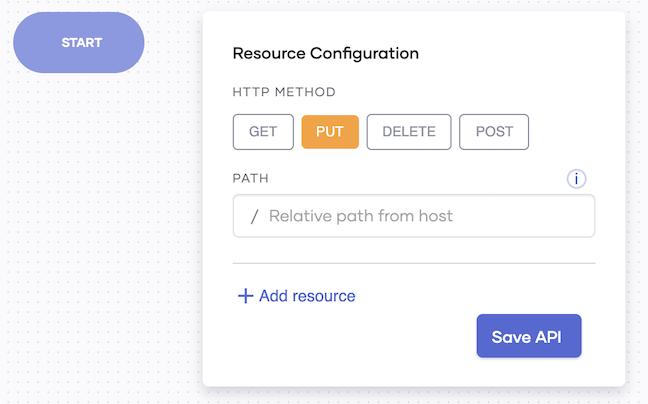 START
Resource Configuration
HTTP METHOD
GET PUT DELETE POST
PATH i
/ Relative path from host
+ Add resource
Save API